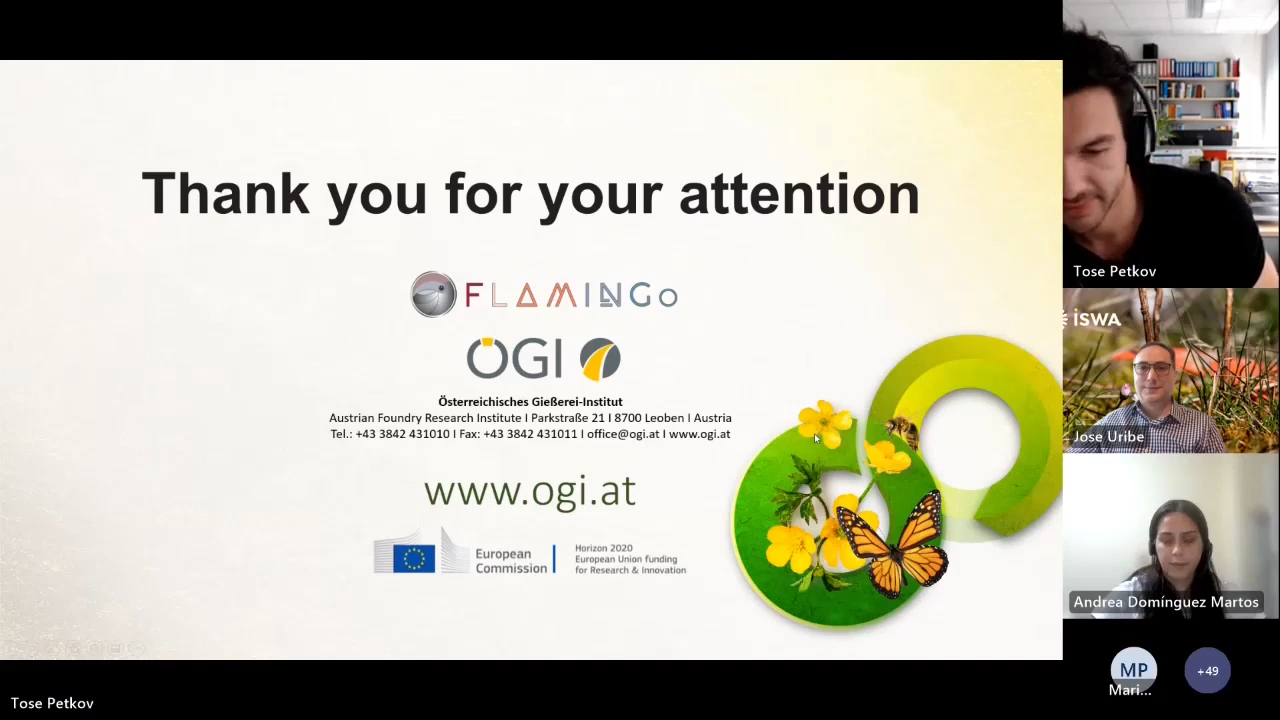 Thank you for your attention
FLAMINGo
ÖGI
Österreichisches Gießerei-Institut
Austrian Foundry Research Institute I Parkstraße 21 I 8700 Leoben I Austria
Tel.: +43 3842 431010 I Fax: +43 3842 431011 I office@ogi.at I www.ogi.at
www.ogi.at
European
Commission
Horizon 2020
European Union funding
for Research & Innovation
Tose Petkov
Tose Petkov
iSWA
Jose Uribe
Andrea Domínguez Martos
MP
Mari...
+49